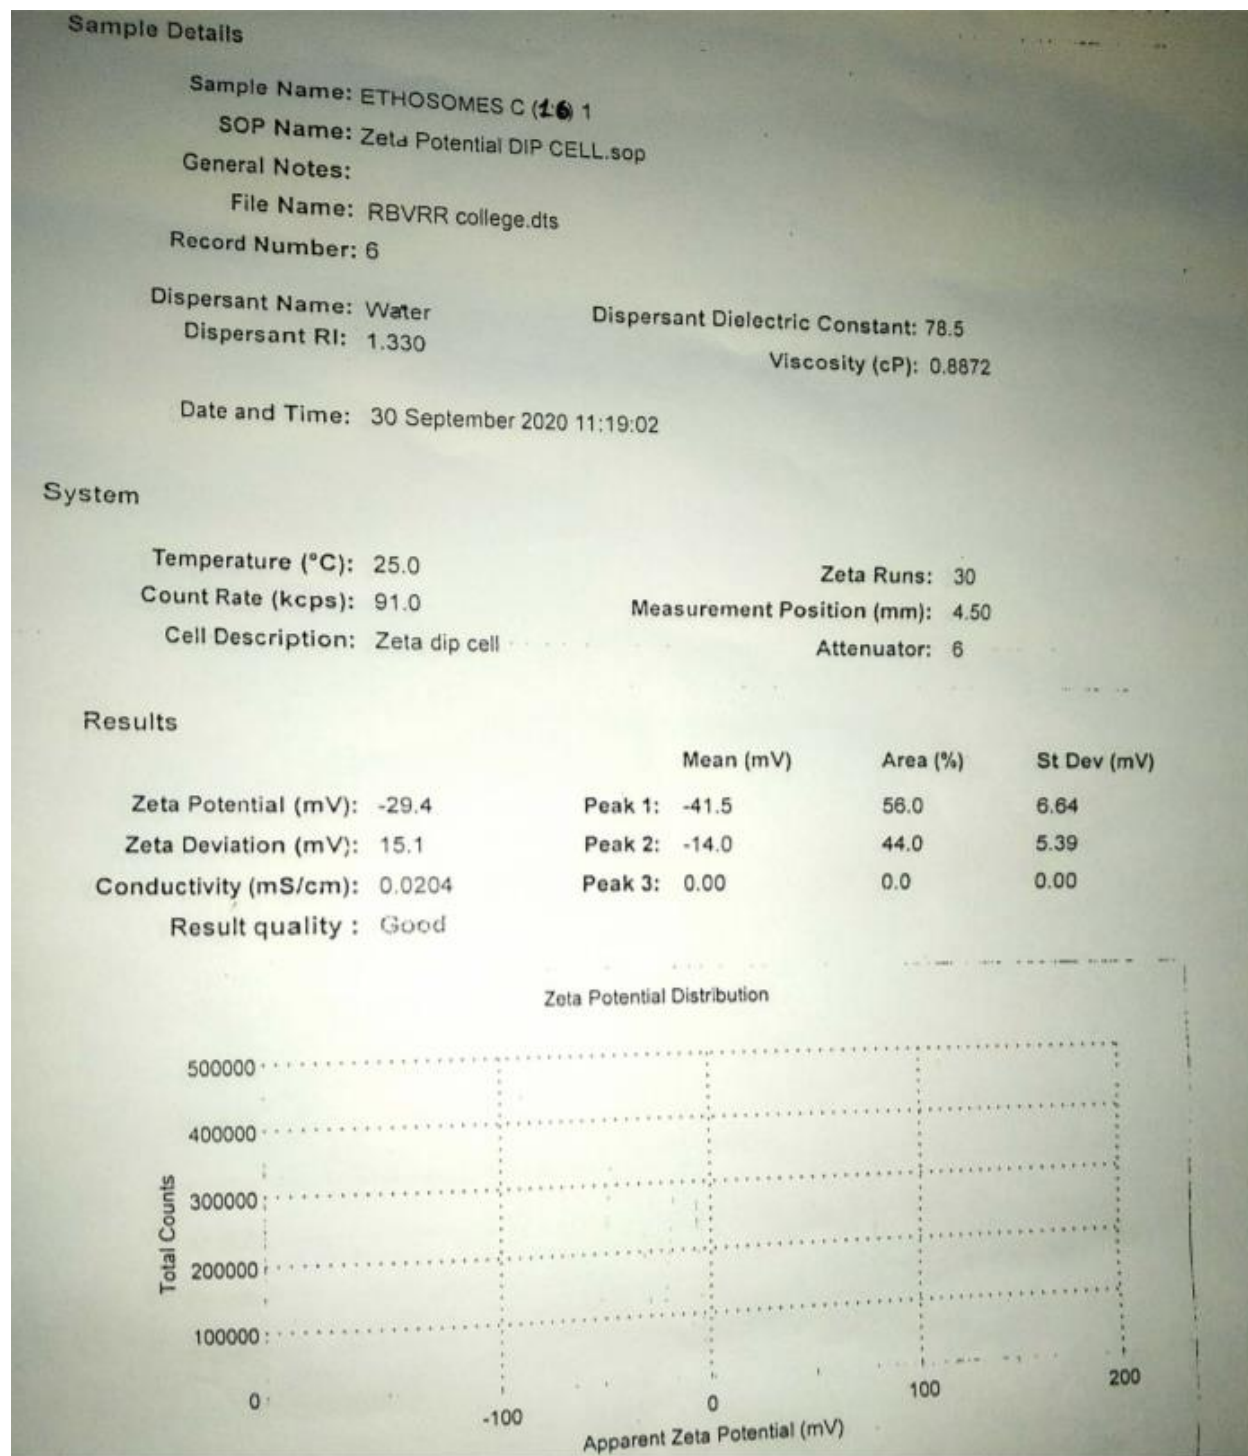 Sample Details
Sample Name: ETHOSOMES C (16) 1
SOP Name: Zeta Potential DIP CELL.sop
General Notes:
File Name: RBVRR college.dts
Record Number: 6
Dispersant Name: Water
Dispersant RI: 1.330
Dispersant Dielectric Constant: 78.5
Viscosity (cP): 0.8872
Date and Time: 30 September 2020 11:19:02
System
Temperature (°C): 25.0
Zeta Runs: 30
Count Rate (kcps): 91.0
Measurement Position (mm): 4.50
Cell Description: Zeta dip cell
Attenuator: 6
Results
Mean (mV) Area (%) St Dev (mV)
Zeta Potential (mV): -29.4 Peak 1: -41.5 56.0 6.64
Zeta Deviation (mV): 15.1 Peak 2: -14.0 44.0 5.39
Conductivity (mS/cm): 0.0204 Peak 3: 0.00 0.0 0.00
Result quality : Good
Zeta Potential Distribution
500000
400000
300000
200000
100000
0
Total Counts
-100 0 100 200
Apparent Zeta Potential (mV)